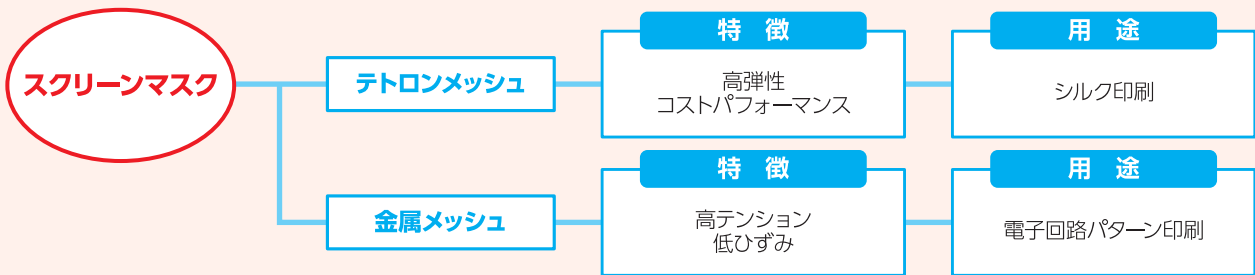 スクリーンマスク
テトロンメッシュ
特 徴
高弾性
コストパフォーマンス
用 途
シルク印刷
金属メッシュ
特 徴
高テンション
低ひずみ
用 途
電子回路パターン印刷